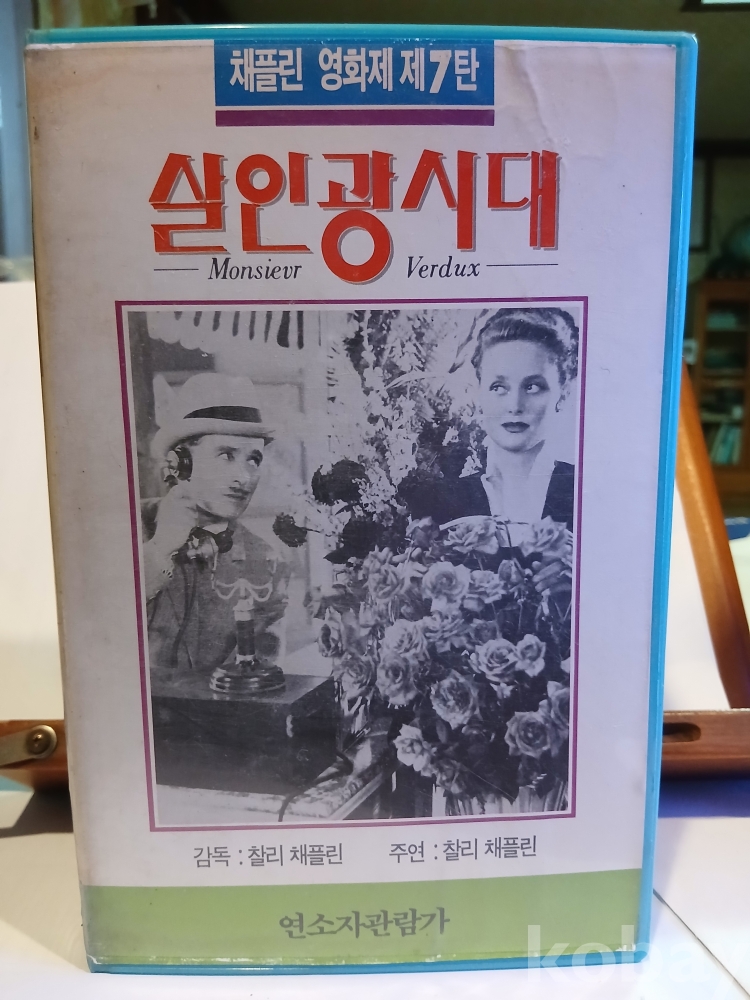 채플린 영화제 제7탄
살인광시대
Monsievr Verdux
감독 : 찰리 채플린 주연 : 찰리 채플린
연소자관람가